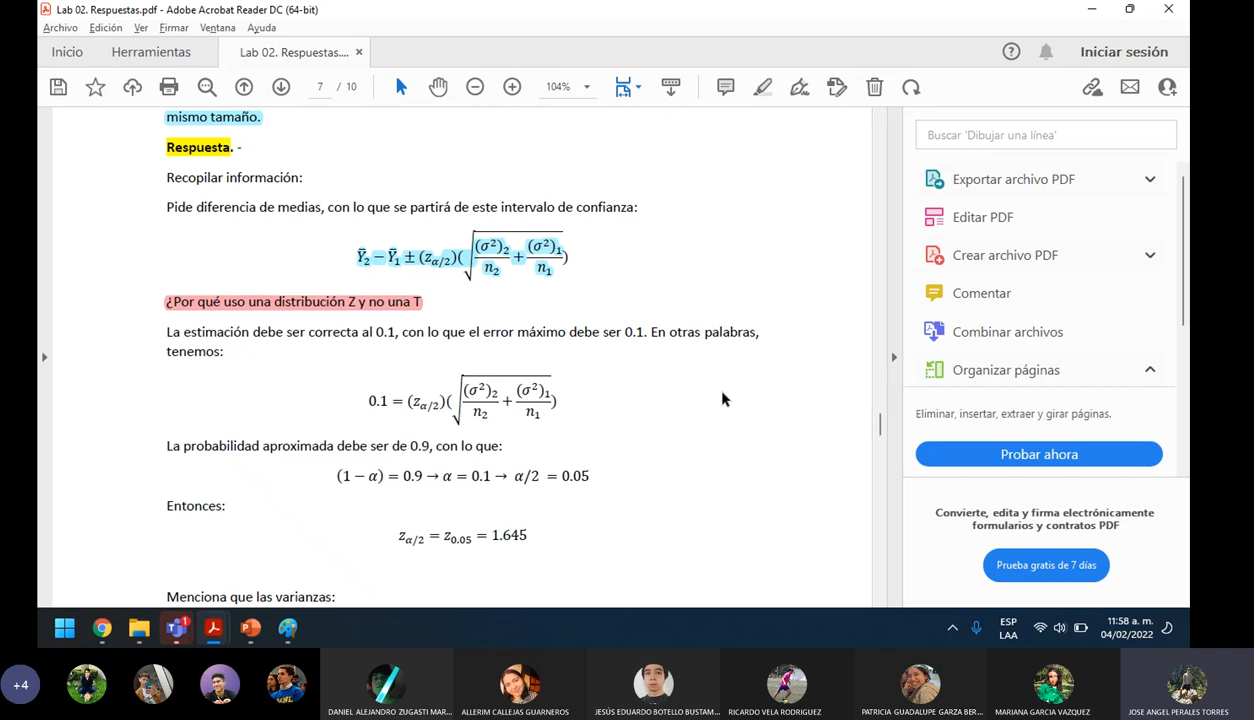 Lab 02. Respuestas.pdf - Adobe Acrobat Reader DC (64-bit)
Archivo Edición Ver Firmar Ventana Ayuda
Inicio Herramientas Lab 02. Respuestas.... × Iniciar sesión
7 / 10 104%
mismo tamaño.
Respuesta. -
Recopilar información:
Pide diferencia de medias, con lo que se partirá de este intervalo de confianza:
Ȳ₂ − Ȳ₁ ± (z_{α/2})(√((σ²)₂/n₂ + (σ²)₁/n₁))
¿Por qué uso una distribución Z y no una T
La estimación debe ser correcta al 0.1, con lo que el error máximo debe ser 0.1. En otras palabras,
tenemos:
0.1 = (z_{α/2})(√((σ²)₂/n₂ + (σ²)₁/n₁))
La probabilidad aproximada debe ser de 0.9, con lo que:
(1 − α) = 0.9 → α = 0.1 → α/2 = 0.05
Entonces:
z_{α/2} = z_{0.05} = 1.645
Menciona que las varianzas:
Buscar 'Dibujar una línea'
Exportar archivo PDF
Editar PDF
Crear archivo PDF
Comentar
Combinar archivos
Organizar páginas
Eliminar, insertar, extraer y girar páginas.
Probar ahora
Convierte, edita y firma electrónicamente
formularios y contratos PDF
Prueba gratis de 7 días
ESP
LAA
11:58 a. m.
04/02/2022
+4
DANIEL ALEJANDRO ZUGASTI MAR...
ALLERIM CALLEJAS GUARNEROS
JESÚS EDUARDO BOTELLO BUSTAM...
RICARDO VELA RODRIGUEZ
PATRICIA GUADALUPE GARZA BER...
MARIANA GARCIA VAZQUEZ
JOSE ANGEL PERALES TORRES